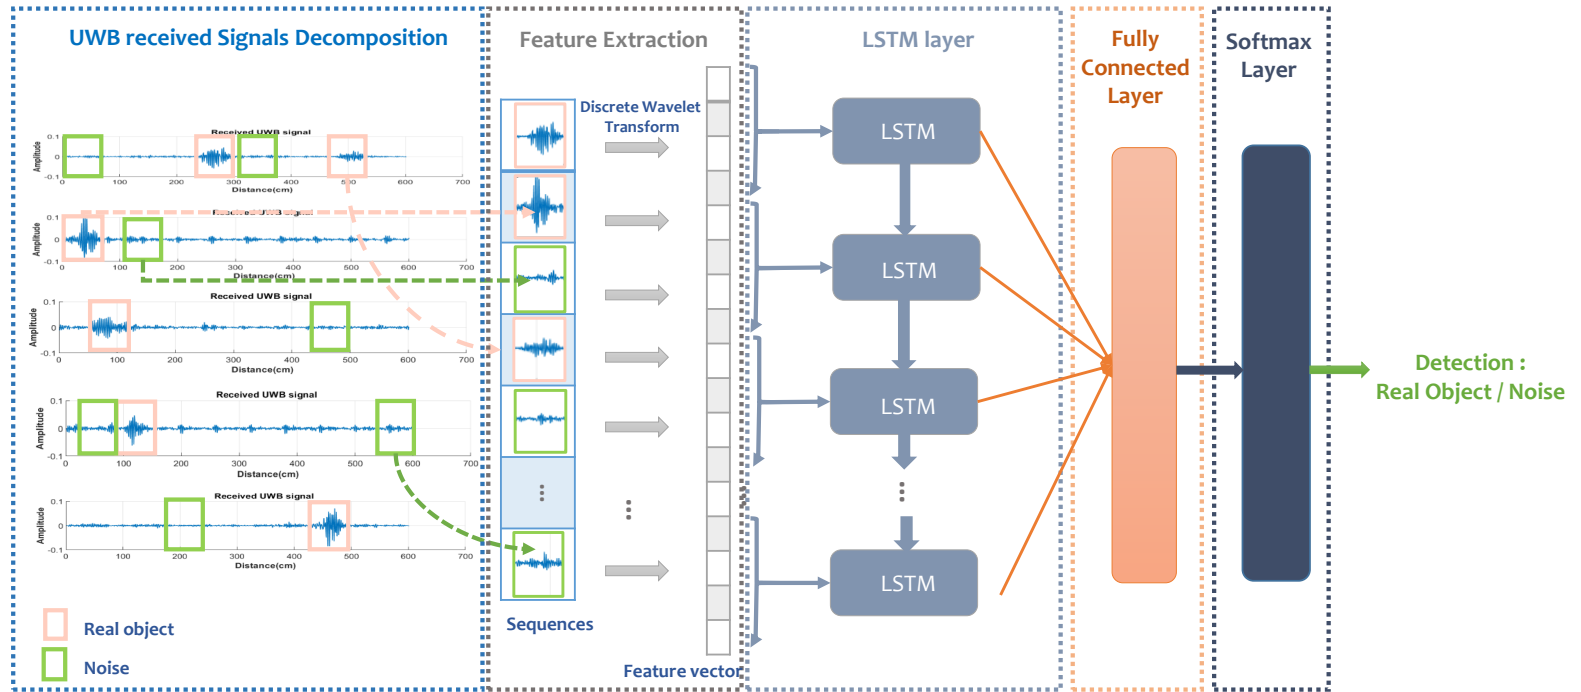 UWB received Signals Decomposition
Received UWB signal
Amplitude
0.1
0
-0.1
0 100 200 300 400 500 600 700
Distance(cm)
Received UWB signal
Amplitude
0.1
0
-0.1
0 100 200 300 400 500 600 700
Distance(cm)
Received UWB signal
Amplitude
0.1
0
-0.1
0 100 200 300 400 500 600 700
Distance(cm)
Received UWB signal
Amplitude
0.1
0
-0.1
0 100 200 300 400 500 600 700
Distance(cm)
Received UWB signal
Amplitude
0.1
0
-0.1
0 100 200 300 400 500 600 700
Distance(cm)
Real object
Noise
Feature Extraction
Discrete Wavelet
Transform
Sequences
Feature vector
LSTM layer
LSTM
LSTM
LSTM
LSTM
Fully
Connected
Layer
Softmax
Layer
Detection :
Real Object / Noise